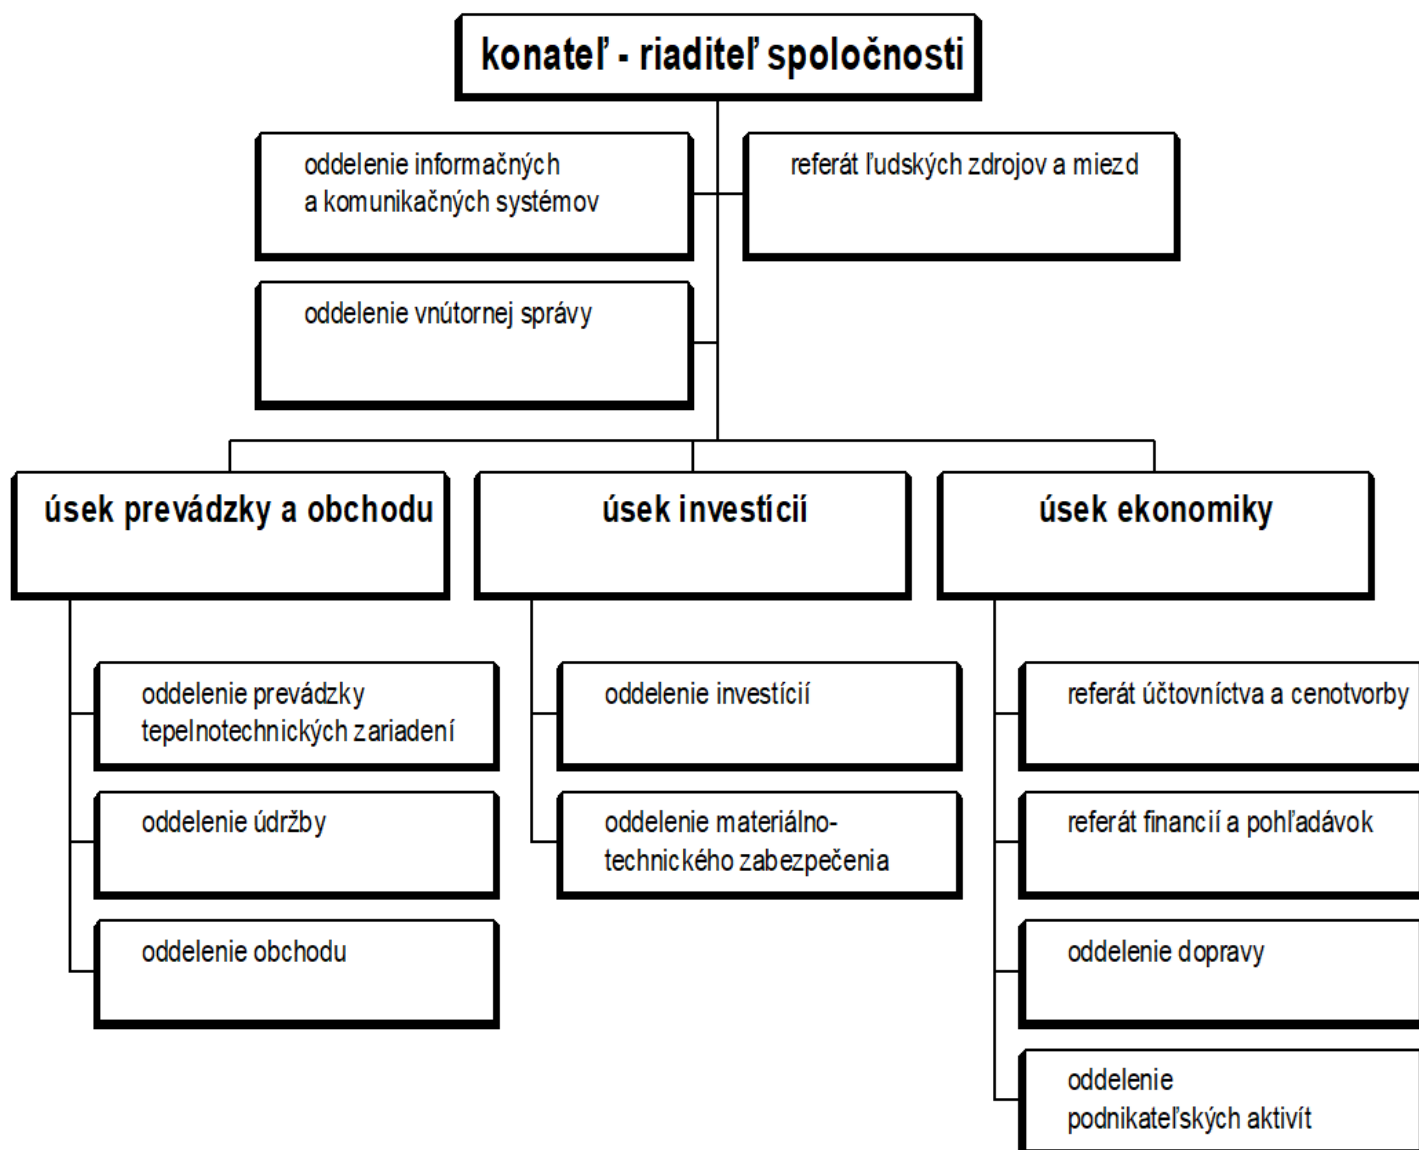 konateľ - riaditeľ spoločnosti
oddelenie informačných
a komunikačných systémov
referát ľudských zdrojov a miezd
oddelenie vnútornej správy
úsek prevádzky a obchodu
úsek investícií
úsek ekonomiky
oddelenie prevádzky
tepelnotechnických zariadení
oddelenie údržby
oddelenie obchodu
oddelenie investícií
oddelenie materiálno-
technického zabezpečenia
referát účtovníctva a cenotvorby
referát financií a pohľadávok
oddelenie dopravy
oddelenie
podnikateľských aktivít